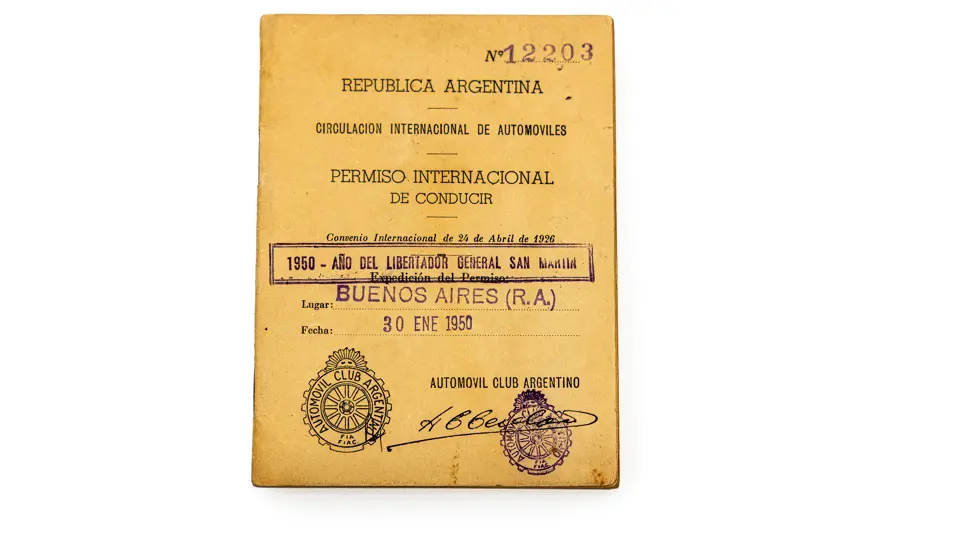 Nº 12203
REPUBLICA ARGENTINA
CIRCULACION INTERNACIONAL DE AUTOMOVILES
PERMISO INTERNACIONAL
DE CONDUCIR
Convenio Internacional de 24 de Abril de 1926
1950 - AÑO DEL LIBERTADOR GENERAL SAN MARTIN
Expedición del Permiso:
Lugar: BUENOS AIRES (R.A.)
Fecha: 30 ENE 1950
AUTOMOVIL CLUB ARGENTINO
AUTOMOVIL CLUB ARGENTINO
FIA
FIAC